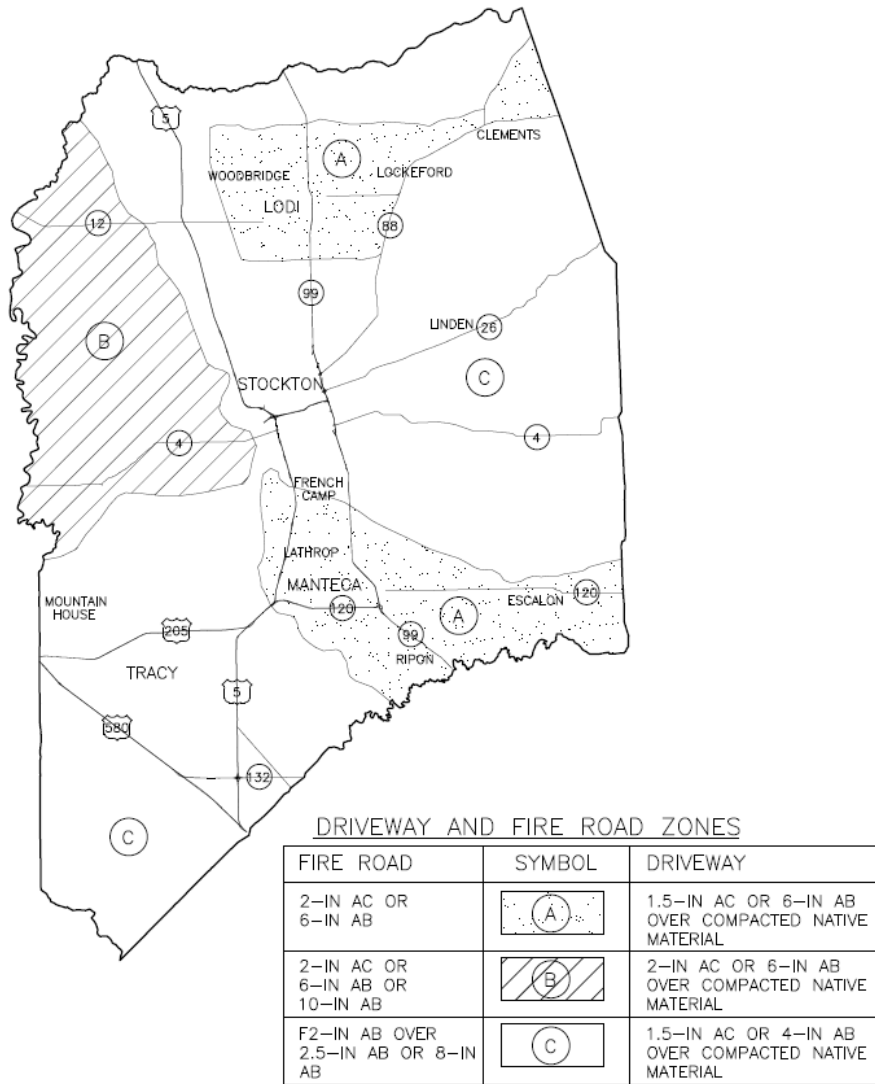 5
CLEMENTS
A
WOODBRIDGE
LOCKEFORD
LODI
12
88
99
LINDEN
26
B
C
STOCKTON
4
4
FRENCH
CAMP
LATHROP
MANTECA
120
ESCALON
120
MOUNTAIN
HOUSE
A
205
99
RIPON
TRACY
5
580
132
C
DRIVEWAY AND FIRE ROAD ZONES
FIRE ROAD
SYMBOL
DRIVEWAY
2-IN AC OR
6-IN AB
A
1.5-IN AC OR 6-IN AB
OVER COMPACTED NATIVE
MATERIAL
2-IN AC OR
6-IN AB OR
10-IN AB
B
2-IN AC OR 6-IN AB
OVER COMPACTED NATIVE
MATERIAL
F2-IN AB OVER
2.5-IN AB OR 8-IN
AB
C
1.5-IN AC OR 4-IN AB
OVER COMPACTED NATIVE
MATERIAL